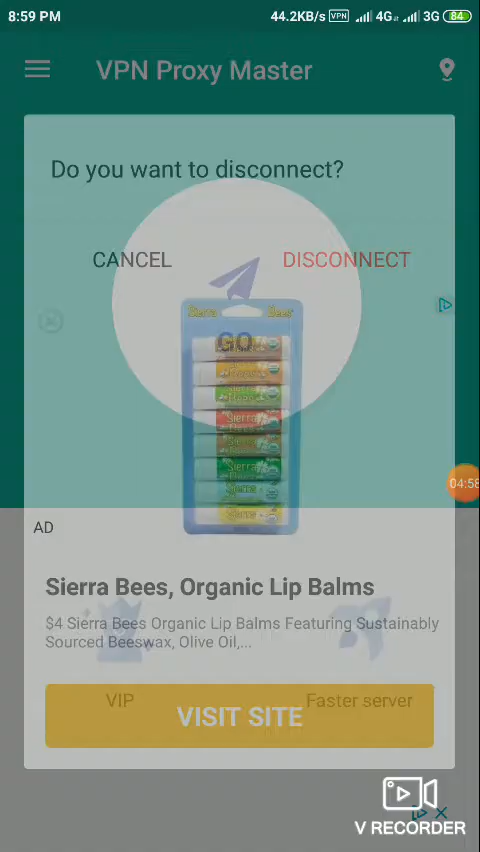 8:59 PM
44.2KB/s VPN 4G 3G 84
VPN Proxy Master
Do you want to disconnect?
CANCEL
DISCONNECT
Sierra Bees
GO
04:58
AD
Sierra Bees, Organic Lip Balms
$4 Sierra Bees Organic Lip Balms Featuring Sustainably
Sourced Beeswax, Olive Oil,...
VIP
Faster server
VISIT SITE
V RECORDER